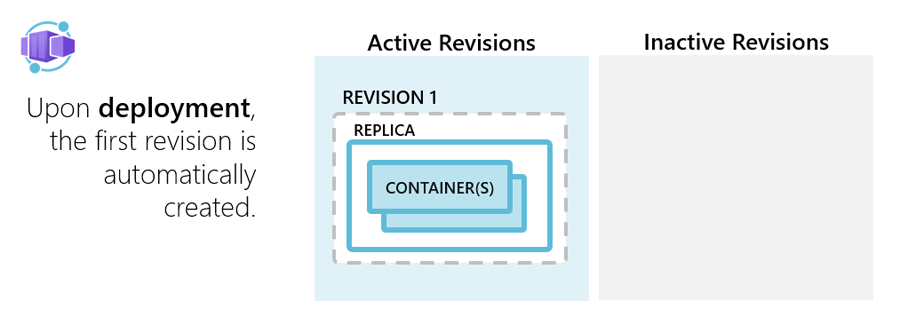 Upon deployment,
the first revision is
automatically
created.
Active Revisions
REVISION 1
REPLICA
CONTAINER(S)
Inactive Revisions